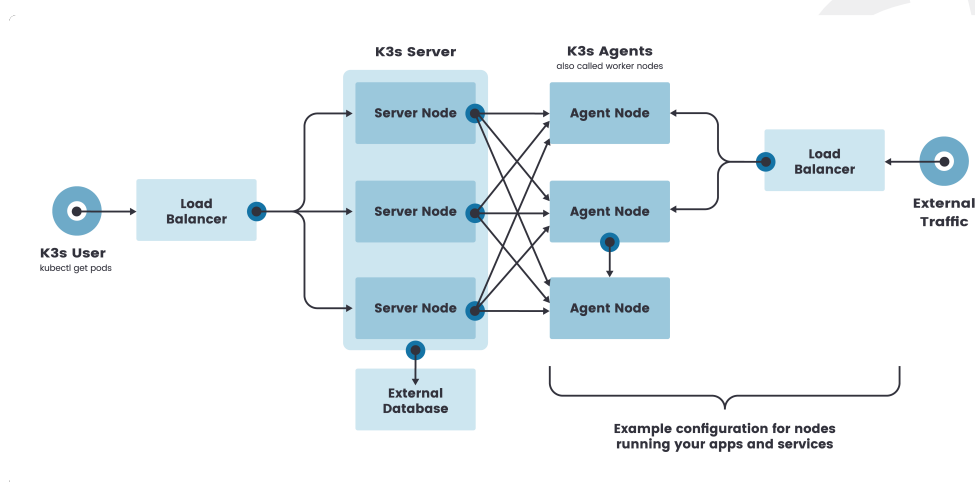 K3s Server
K3s Agents
also called worker nodes
Server Node
Agent Node
Load
Balancer
External
Traffic
Load
Balancer
K3s User
kubectl get pods
Server Node
Agent Node
Server Node
Agent Node
External
Database
Example configuration for nodes
running your apps and services